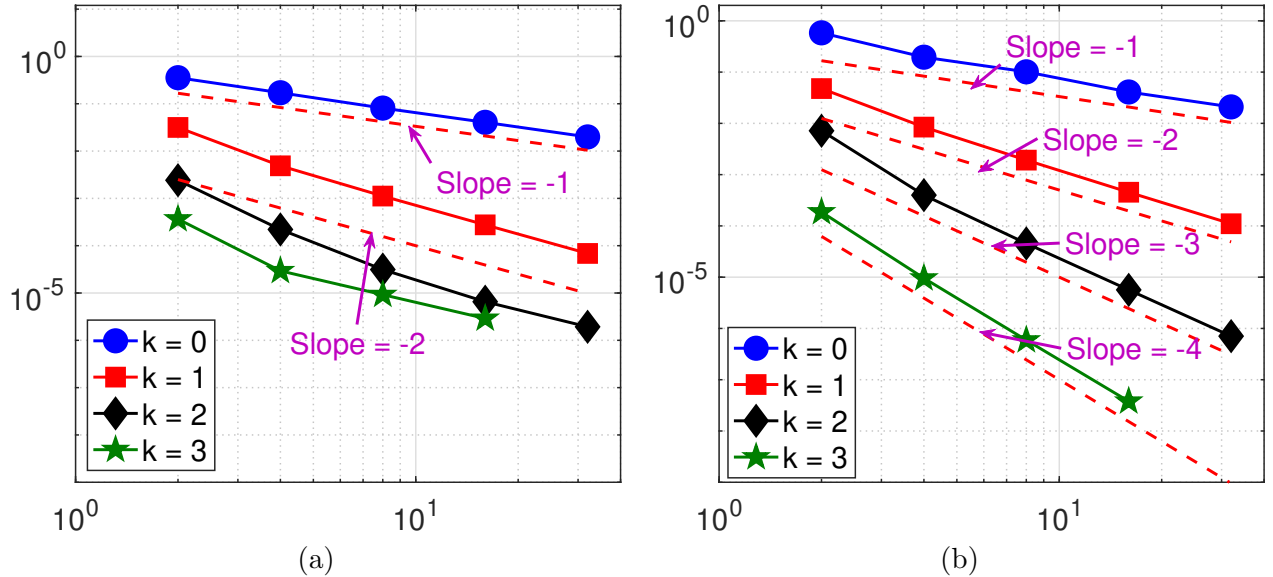 10^0
10^-5
10^0
10^1
Slope = -1
Slope = -2
k = 0
k = 1
k = 2
k = 3
(a)
10^0
10^-5
10^0
10^1
Slope = -1
Slope = -2
Slope = -3
Slope = -4
k = 0
k = 1
k = 2
k = 3
(b)